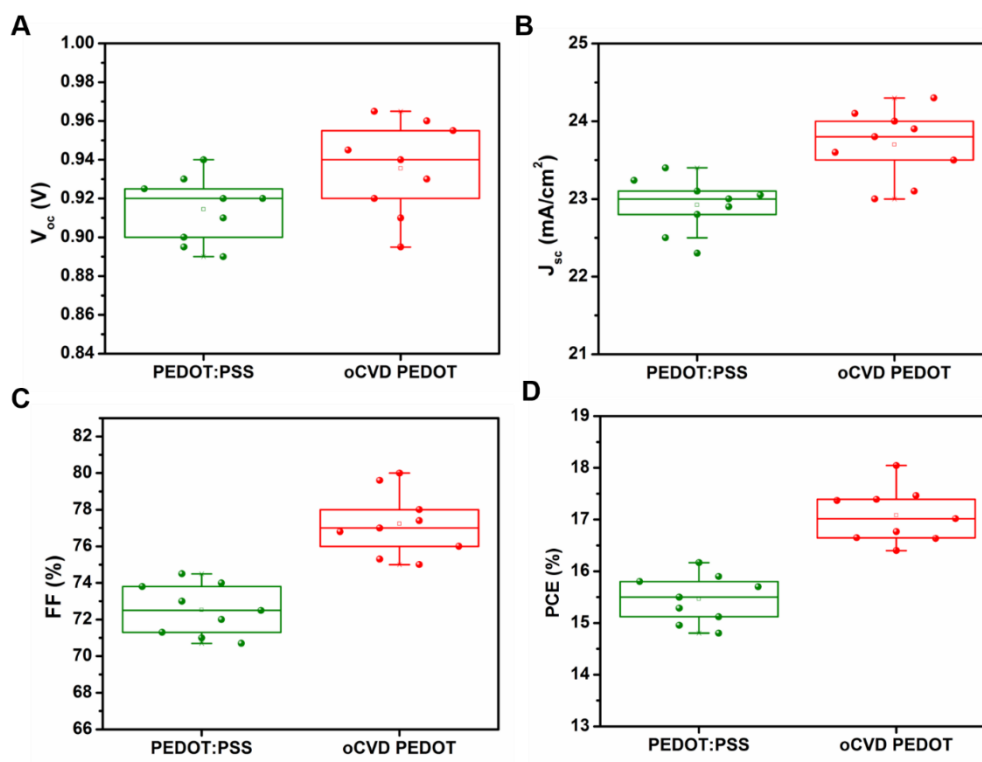 A
V_oc (V)
1.00
0.98
0.96
0.94
0.92
0.90
0.88
0.86
0.84
PEDOT:PSS
oCVD PEDOT
B
J_sc (mA/cm²)
25
24
23
22
21
PEDOT:PSS
oCVD PEDOT
C
FF (%)
82
80
78
76
74
72
70
68
66
PEDOT:PSS
oCVD PEDOT
D
PCE (%)
19
18
17
16
15
14
13
PEDOT:PSS
oCVD PEDOT